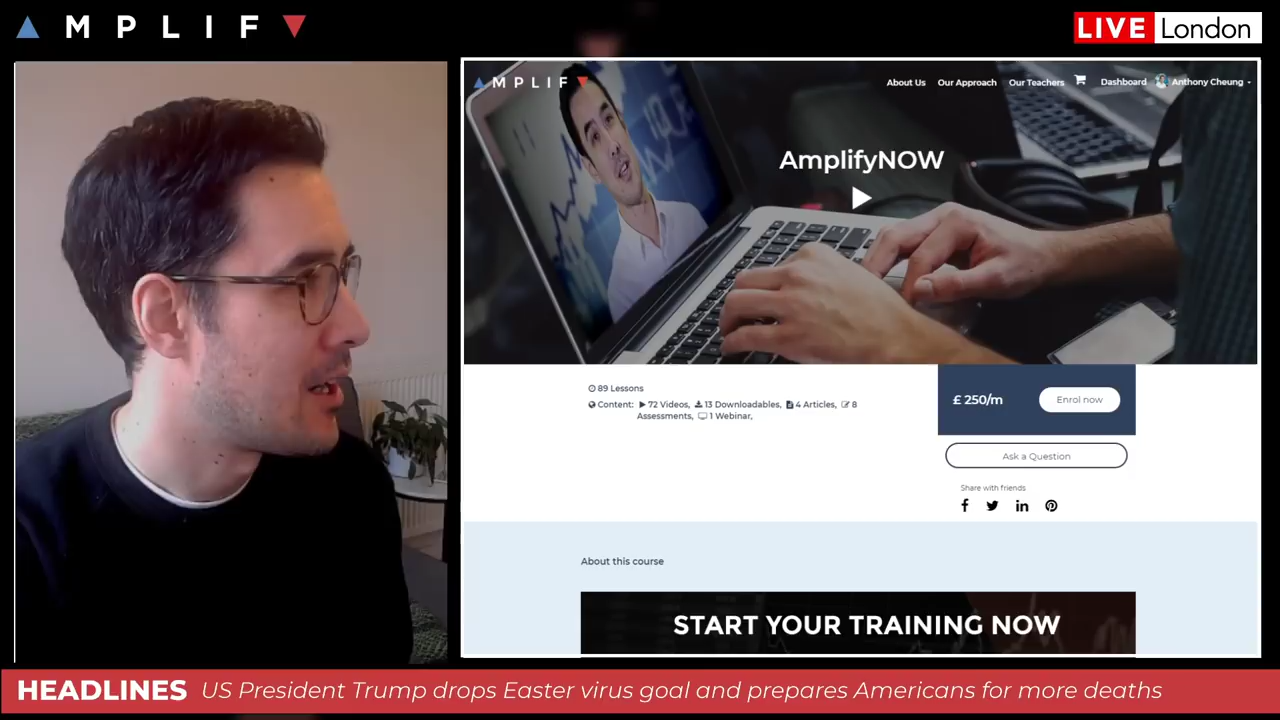 MPLIF
LIVE London
MPLIF
About Us Our Approach Our Teachers Dashboard Anthony Cheung
AmplifyNOW
89 Lessons
Content: 72 Videos, 13 Downloadables, 4 Articles, 8
Assessments, 1 Webinar,
£ 250/m Enrol now
Ask a Question
Share with friends
About this course
START YOUR TRAINING NOW
HEADLINES US President Trump drops Easter virus goal and prepares Americans for more deaths